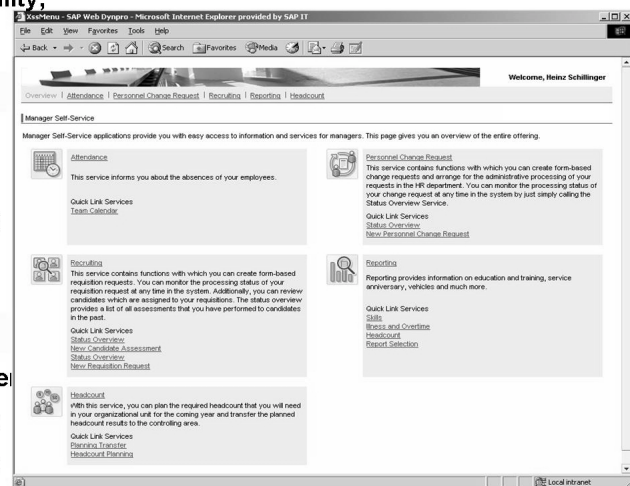 nity,
XssMenu - SAP Web Dynpro - Microsoft Internet Explorer provided by SAP IT
File Edit View Favorites Tools Help
Back Search Favorites Media
Welcome, Heinz Schillinger
Overview | Attendance | Personnel Change Request | Recruiting | Reporting | Headcount
Manager Self-Service
Manager Self-Service applications provide you with easy access to information and services for managers. This page gives you an overview of the entire offering.
Attendance
This service informs you about the absences of your employees.
Quick Link Services
Team Calendar
Personnel Change Request
This service contains functions with which you can create form-based
change requests and arrange for the administrative processing of your
requests in the HR department. You can monitor the processing status of
your change request at any time in the system by just simply calling the
Status Overview Service.
Quick Link Services
Status Overview
New Personnel Change Request
Recruiting
This service contains functions with which you can create form-based
requisition requests. You can monitor the processing status of your
requisition request at any time in the system. Additionally, you can review
candidates which are assigned to your requisitions. The status overview
provides a list of all assessments that you have performed to candidates
in the past.
Quick Link Services
Status Overview
New Candidate Assessment
Status Overview
New Requisition Request
Reporting
Reporting provides information on education and training, service
anniversary, vehicles and much more.
Quick Link Services
Skills
Illness and Overtime
Headcount
Report Selection
er
Headcount
With this service, you can plan the required headcount that you will need
in your organizational unit for the coming year and transfer the planned
headcount results to the controlling area.
Quick Link Services
Planning Transfer
Headcount Planning
Local intranet